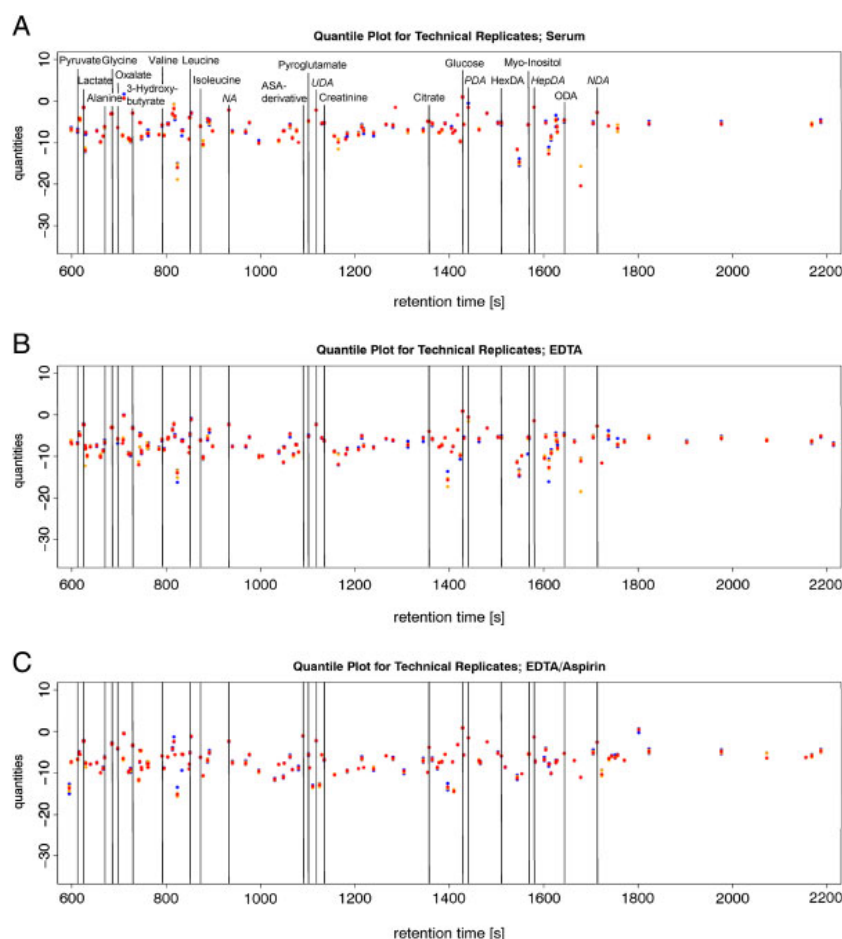 A
Quantile Plot for Technical Replicates; Serum
Pyruvate Glycine Valine Leucine Pyroglutamate Glucose Myo-Inositol
Lactate Oxalate Isoleucine ASA- UDA PDA HexDA HepDA NDA
Alanine 3-Hydroxy- NA derivative Creatinine Citrate ODA
butyrate
quantities
10
0
−10
−20
−30
600 800 1000 1200 1400 1600 1800 2000 2200
retention time [s]
B
Quantile Plot for Technical Replicates; EDTA
quantities
10
0
−10
−20
−30
600 800 1000 1200 1400 1600 1800 2000 2200
retention time [s]
C
Quantile Plot for Technical Replicates; EDTA/Aspirin
quantities
10
0
−10
−20
−30
600 800 1000 1200 1400 1600 1800 2000 2200
retention time [s]